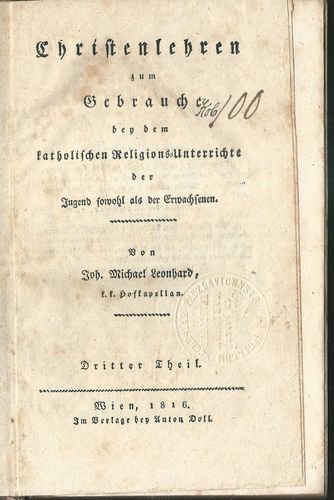 Christenlehren
zum
Gebrauche
bey dem
katholischen Religions-Unterrichte
der
Jugend sowohl als der Erwachsenen.
Von
Joh. Michael Leonhard,
k. k. Hofkapellan.
Dritter Theil.
Wien, 1816.
Im Verlage bey Anton Doll.